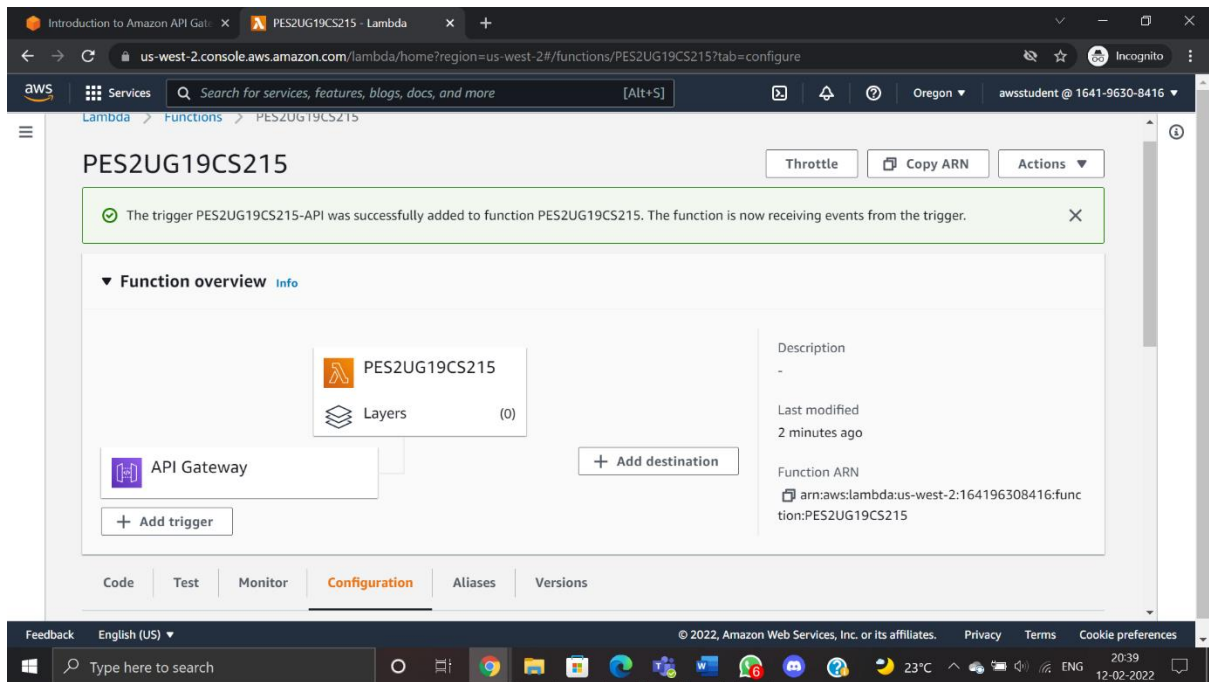 Introduction to Amazon API Gate
PES2UG19CS215 - Lambda
us-west-2.console.aws.amazon.com/lambda/home?region=us-west-2#/functions/PES2UG19CS215?tab=configure
Incognito
aws
Services
Search for services, features, blogs, docs, and more
[Alt+S]
Oregon ▼
awsstudent @ 1641-9630-8416 ▼
Lambda > Functions > PES2UG19CS215
PES2UG19CS215
Throttle
Copy ARN
Actions ▼
The trigger PES2UG19CS215-API was successfully added to function PES2UG19CS215. The function is now receiving events from the trigger.
▼ Function overview Info
PES2UG19CS215
Layers (0)
API Gateway
+ Add trigger
+ Add destination
Description
-
Last modified
2 minutes ago
Function ARN
arn:aws:lambda:us-west-2:164196308416:func
tion:PES2UG19CS215
Code
Test
Monitor
Configuration
Aliases
Versions
Feedback
English (US) ▼
© 2022, Amazon Web Services, Inc. or its affiliates.
Privacy
Terms
Cookie preferences
Type here to search
6
23°C
ENG
20:39
12-02-2022